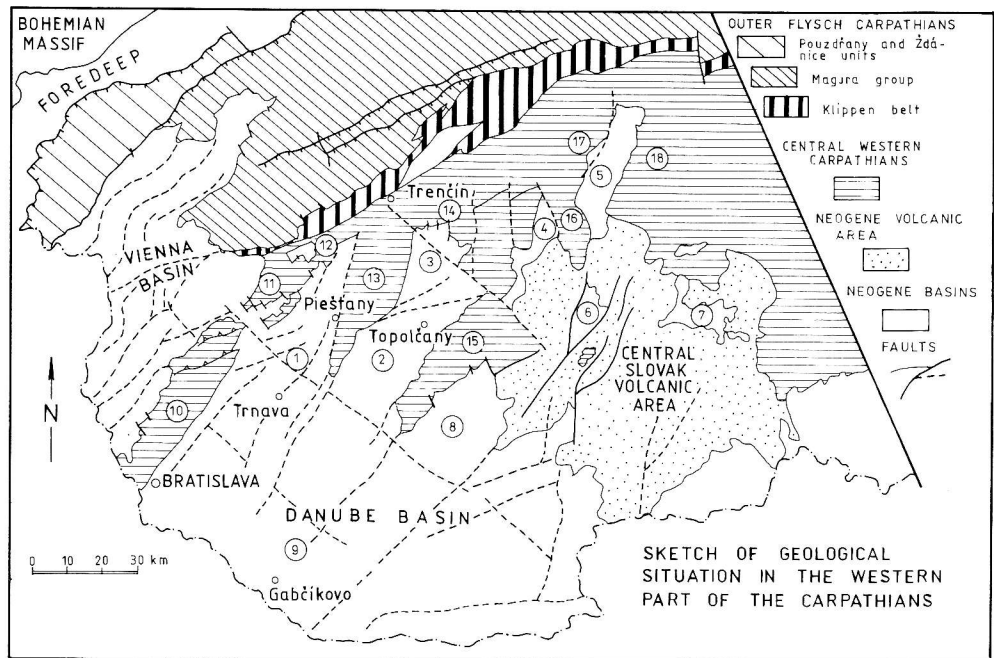 BOHEMIAN
MASSIF
FOREDEEP
OUTER FLYSCH CARPATHIANS
Pouzdřany and Ždá-
nice units
Magura group
Klippen belt
CENTRAL WESTERN
CARPATHIANS
NEOGENE VOLCANIC
AREA
NEOGENE BASINS
FAULTS
17
18
5
Trenčín
14
16
4
12
VIENNA
BASIN
3
13
11
Piešťany
6
7
Topolčany
15
1
2
CENTRAL
SLOVAK
VOLCANIC
AREA
N
10
Trnava
8
BRATISLAVA
DANUBE BASIN
9
Gabčíkovo
0 10 20 30 km
SKETCH OF GEOLOGICAL
SITUATION IN THE WESTERN
PART OF THE CARPATHIANS